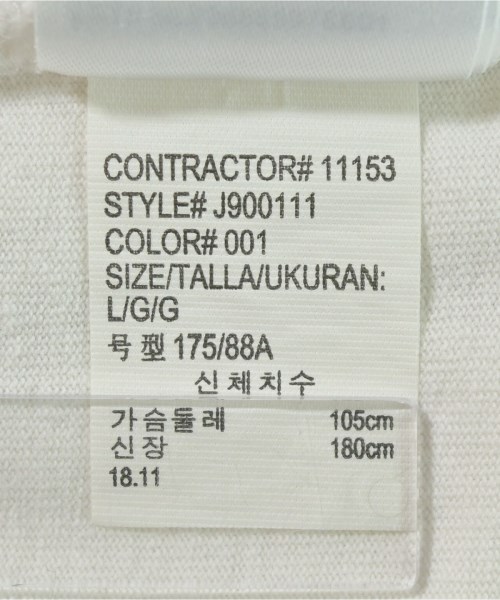 CONTRACTOR# 11153
STYLE# J900111
COLOR# 001
SIZE/TALLA/UKURAN:
L/G/G
号型 175/88A
신체치수
가슴둘레 105cm
신장 180cm
18.11